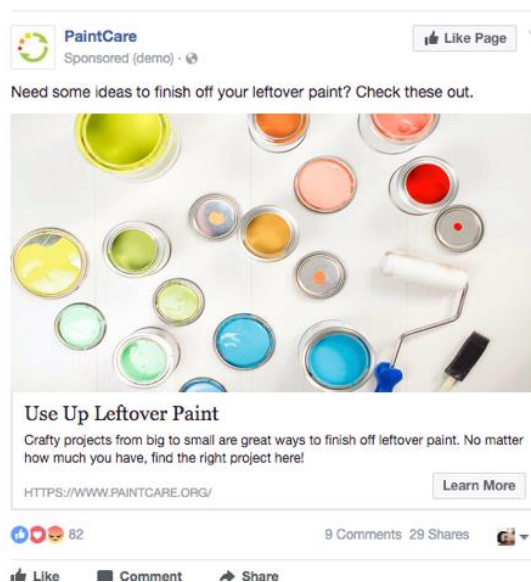 PaintCare
Like Page
Sponsored (demo) ·
Need some ideas to finish off your leftover paint? Check these out.
Use Up Leftover Paint
Crafty projects from big to small are great ways to finish off leftover paint. No matter
how much you have, find the right project here!
HTTPS://WWW.PAINTCARE.ORG/
Learn More
82
9 Comments 29 Shares
Like Comment Share